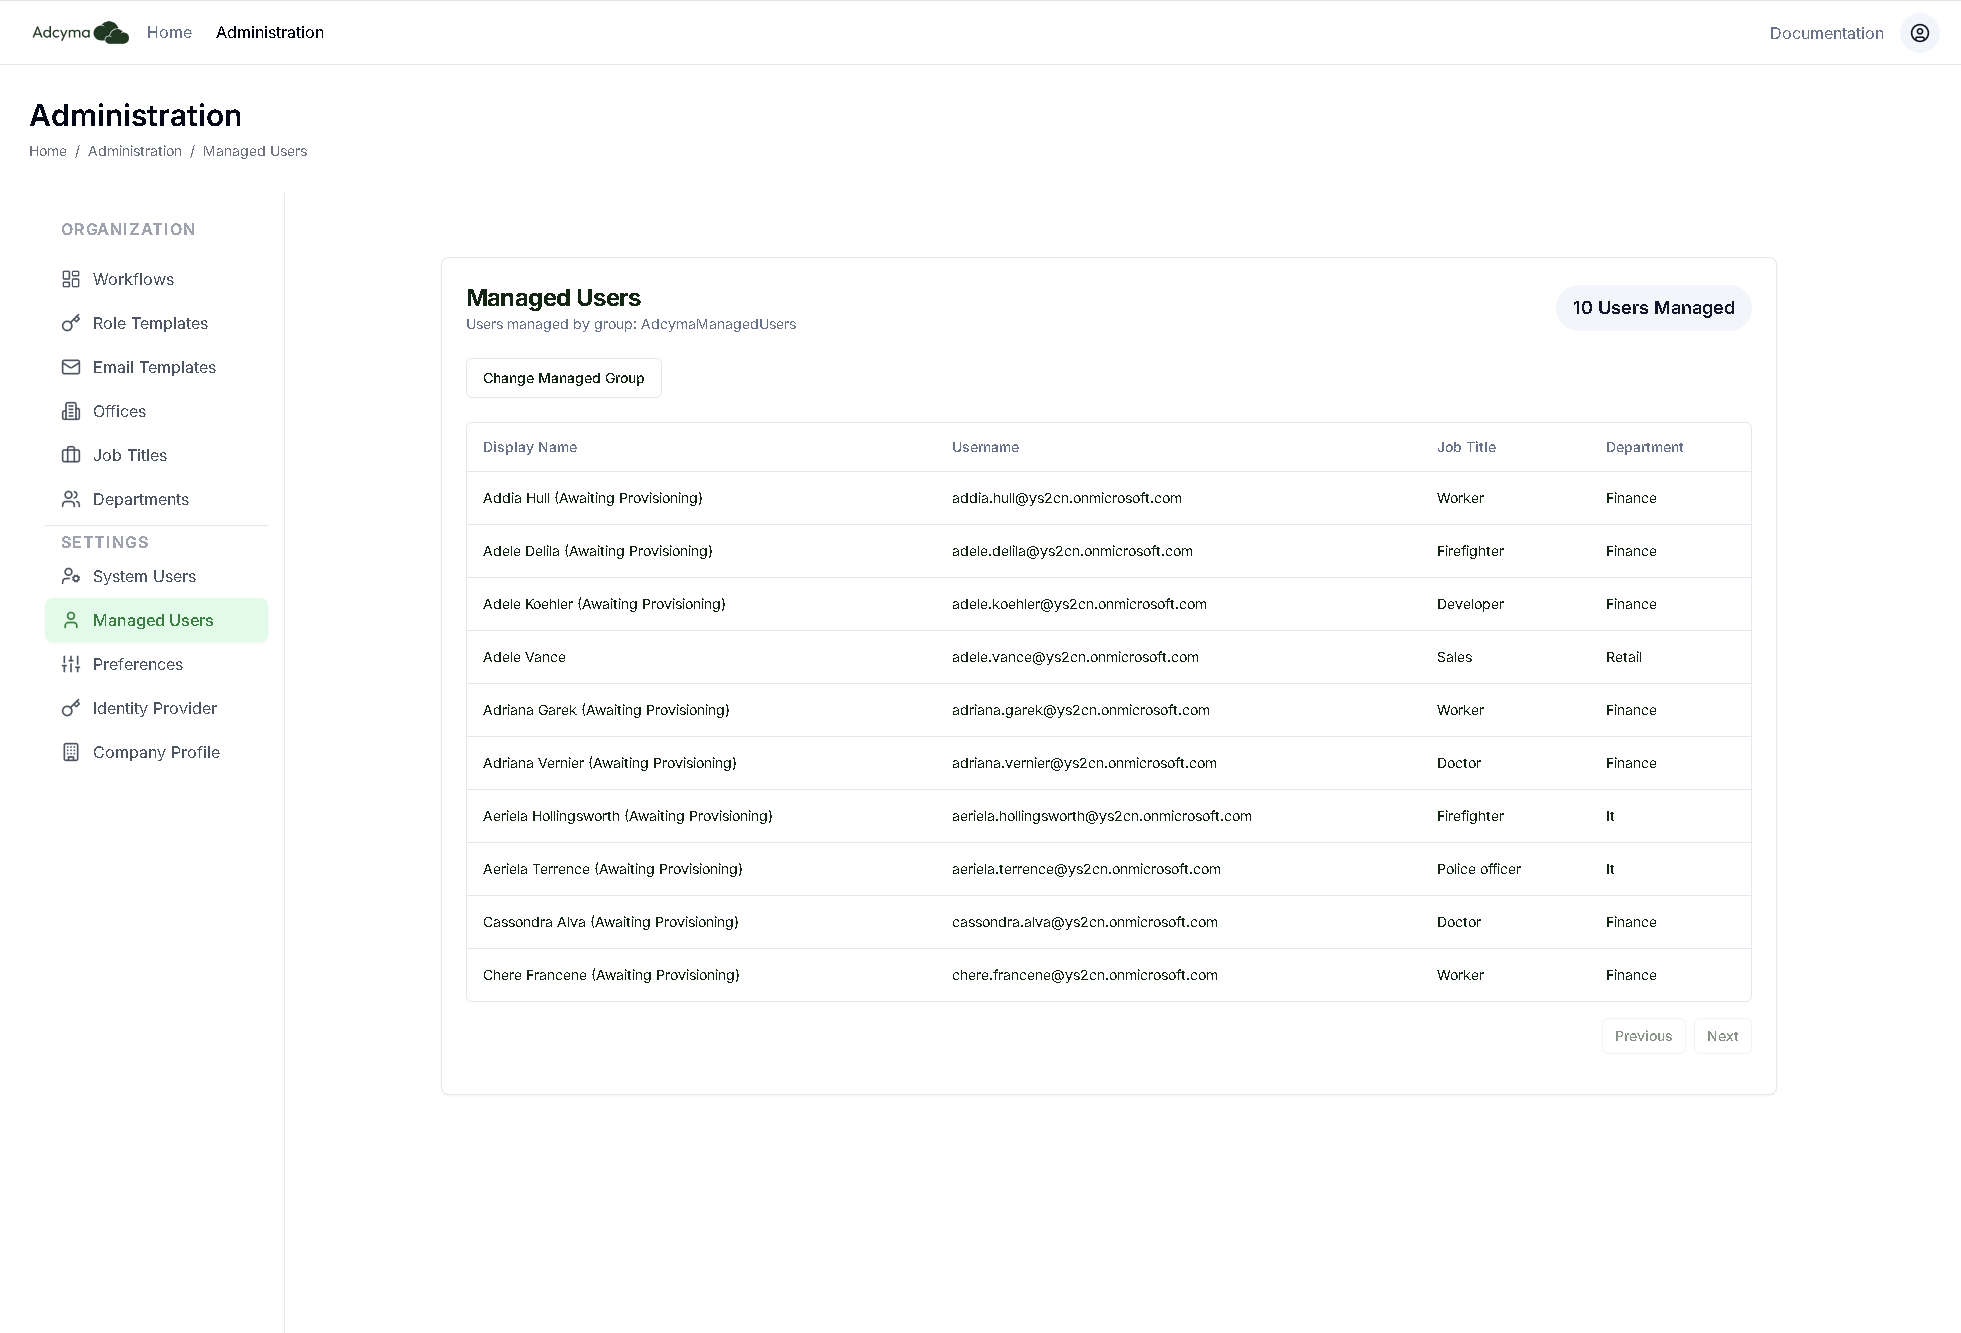 Adcyma Home Administration Documentation
Administration
Home / Administration / Managed Users
ORGANIZATION
Workflows
Role Templates
Email Templates
Offices
Job Titles
Departments
SETTINGS
System Users
Managed Users
Preferences
Identity Provider
Company Profile
Managed Users
Users managed by group: AdcymaManagedUsers
10 Users Managed
Change Managed Group
Display Name Username Job Title Department
Addia Hull (Awaiting Provisioning) addia.hull@ys2cn.onmicrosoft.com Worker Finance
Adele Delila (Awaiting Provisioning) adele.delila@ys2cn.onmicrosoft.com Firefighter Finance
Adele Koehler (Awaiting Provisioning) adele.koehler@ys2cn.onmicrosoft.com Developer Finance
Adele Vance adele.vance@ys2cn.onmicrosoft.com Sales Retail
Adriana Garek (Awaiting Provisioning) adriana.garek@ys2cn.onmicrosoft.com Worker Finance
Adriana Vernier (Awaiting Provisioning) adriana.vernier@ys2cn.onmicrosoft.com Doctor Finance
Aeriela Hollingsworth (Awaiting Provisioning) aeriela.hollingsworth@ys2cn.onmicrosoft.com Firefighter It
Aeriela Terrence (Awaiting Provisioning) aeriela.terrence@ys2cn.onmicrosoft.com Police officer It
Cassondra Alva (Awaiting Provisioning) cassondra.alva@ys2cn.onmicrosoft.com Doctor Finance
Chere Francene (Awaiting Provisioning) chere.francene@ys2cn.onmicrosoft.com Worker Finance
Previous Next